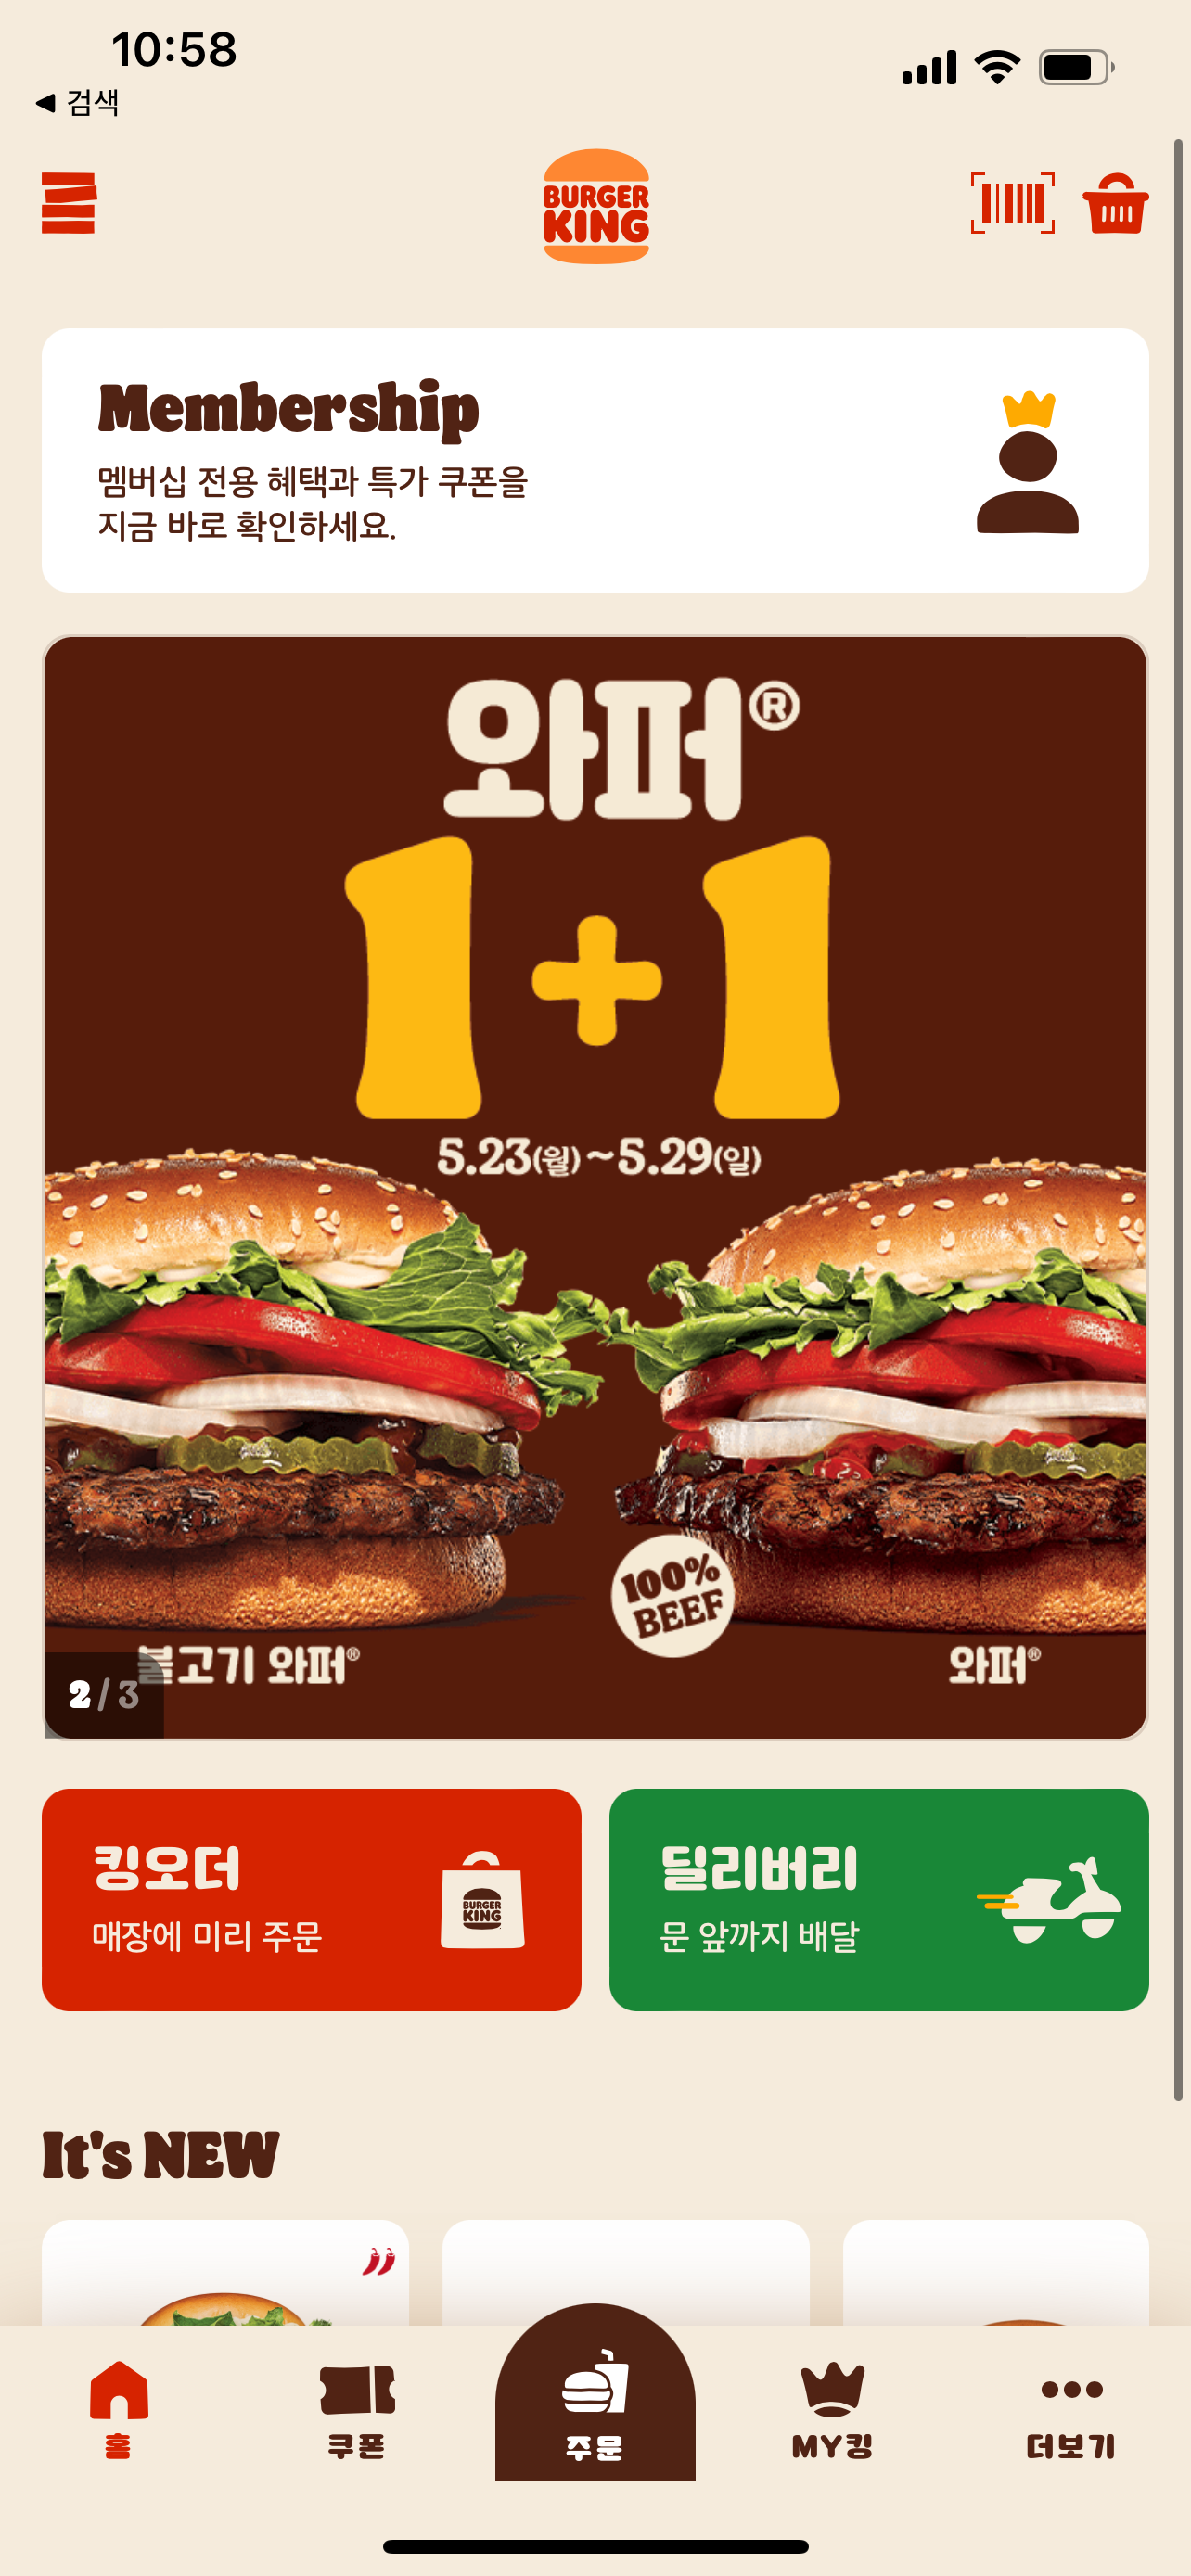 10:58
◀ 검색
BURGER
KING
Membership
멤버십 전용 혜택과 특가 쿠폰을
지금 바로 확인하세요.
와퍼®
1+1
5.23(월)~5.29(일)
100%
BEEF
불고기 와퍼®
와퍼®
2/3
킹오더
매장에 미리 주문
BURGER
KING
딜리버리
문 앞까지 배달
It's NEW
홈
쿠폰
주문
MY킹
더보기